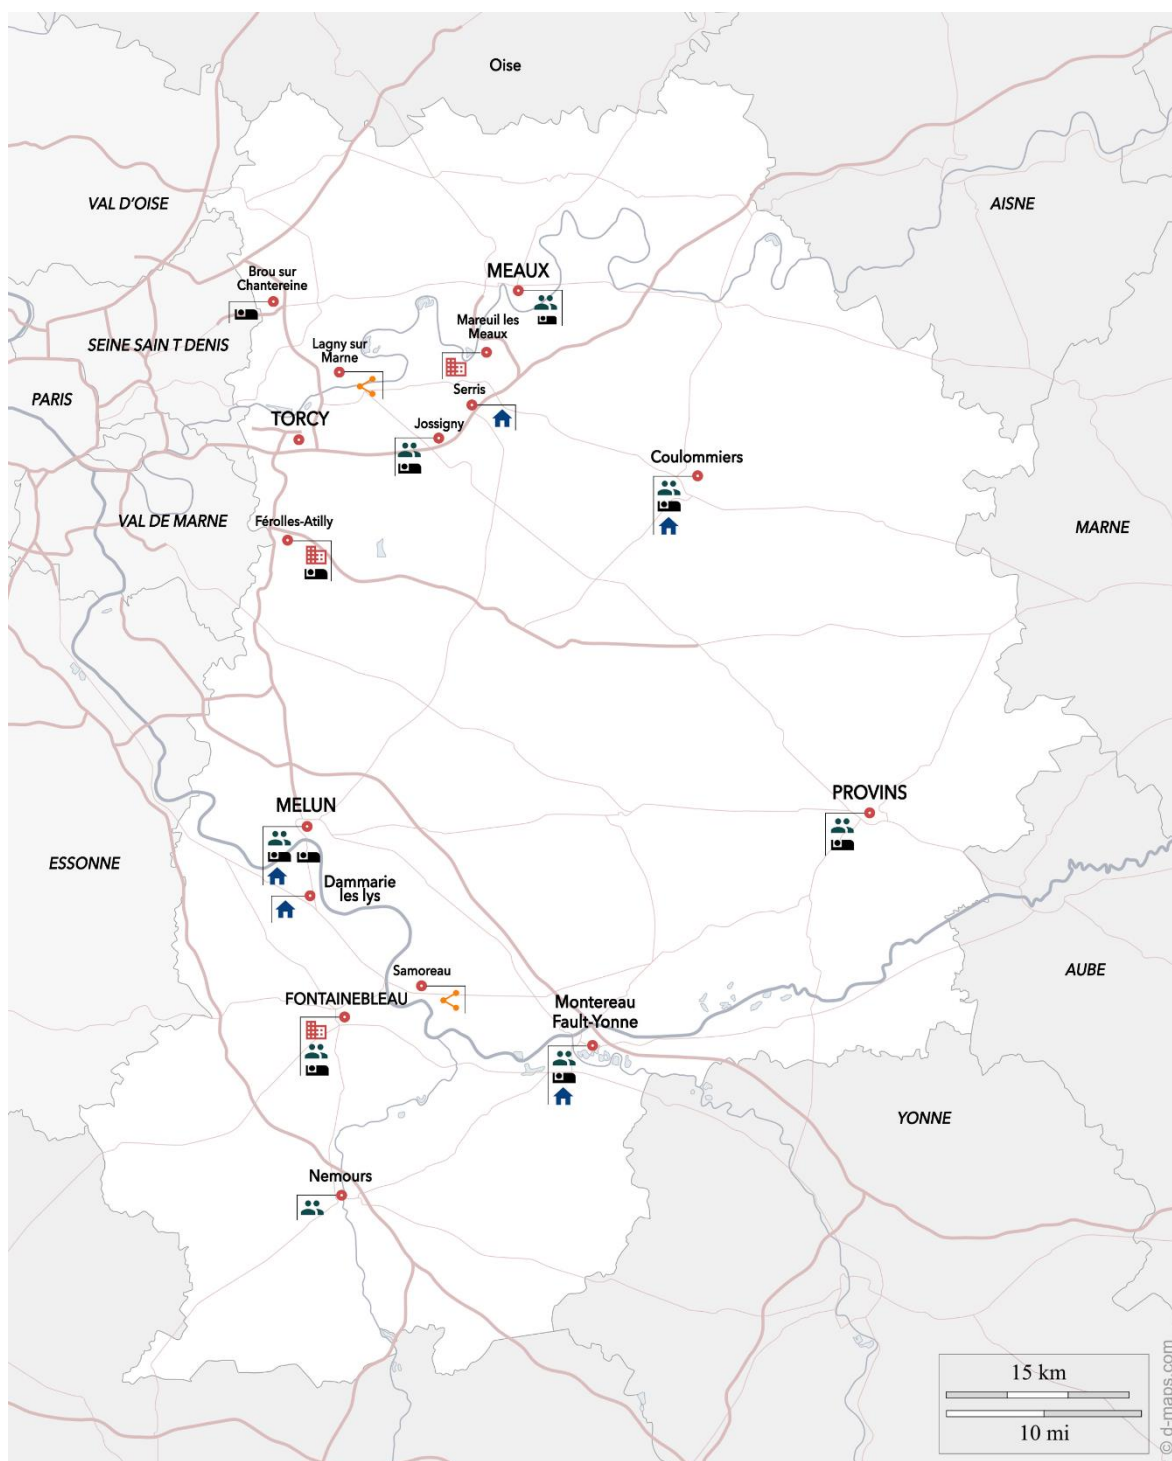 Oise
VAL D'OISE
AISNE
Brou sur
Chantereine
MEAUX
Mareuil les
Meaux
SEINE SAIN T DENIS
Lagny sur
Marne
PARIS
Serris
TORCY
Jossigny
Coulommiers
VAL DE MARNE
Férolles-Atilly
MARNE
PROVINS
MELUN
ESSONNE
Dammarie
les lys
Samoreau
AUBE
FONTAINEBLEAU
Montereau
Fault-Yonne
YONNE
Nemours
15 km
10 mi
© d-maps.com